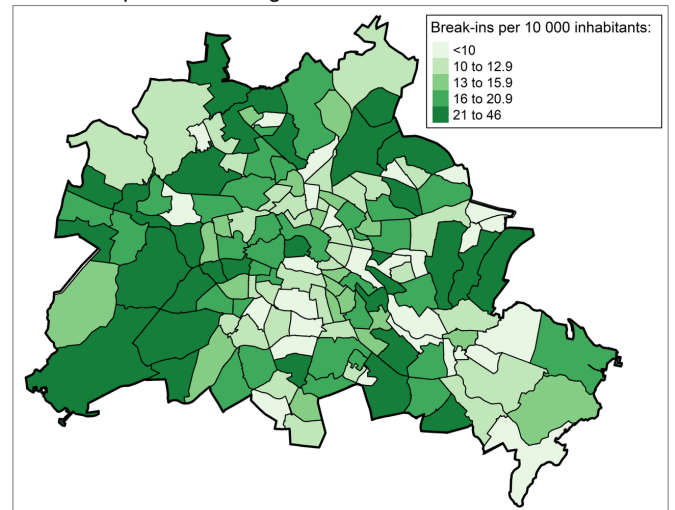 Break-ins per 10 000 inhabitants:
<10
10 to 12.9
13 to 15.9
16 to 20.9
21 to 46